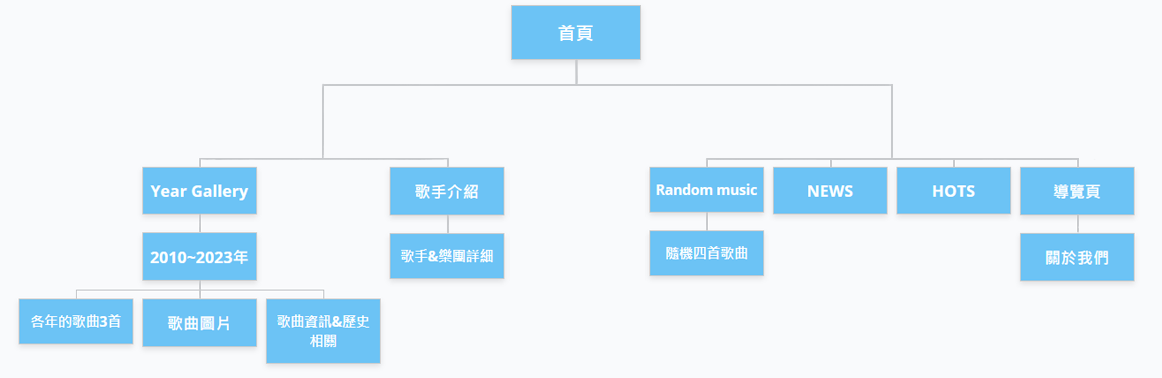 首頁
Year Gallery
歌手介紹
Random music
NEWS
HOTS
導覽頁
2010~2023年
歌手&樂團詳細
隨機四首歌曲
關於我們
各年的歌曲3首
歌曲圖片
歌曲資訊&歷史
相關